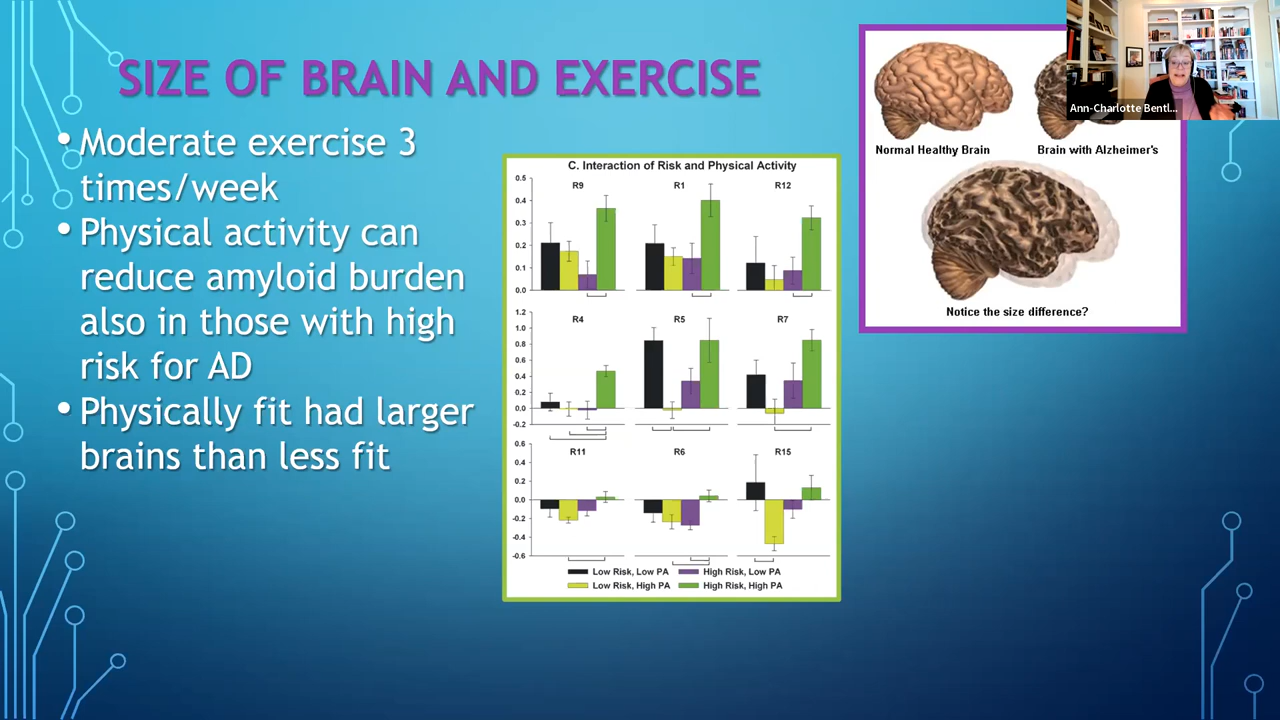 SIZE OF BRAIN AND EXERCISE
• Moderate exercise 3
times/week
• Physical activity can
reduce amyloid burden
also in those with high
risk for AD
• Physically fit had larger
brains than less fit
C. Interaction of Risk and Physical Activity
R9
R1
R12
0.5
0.4
0.3
0.2
0.1
0.0
R4
R5
R7
1.2
1.0
0.8
0.6
0.4
0.2
0.0
-0.2
R11
R6
R15
0.6
0.4
0.2
0.0
-0.2
-0.4
-0.6
Low Risk, Low PA
High Risk, Low PA
Low Risk, High PA
High Risk, High PA
Normal Healthy Brain
Brain with Alzheimer's
Notice the size difference?
Ann-Charlotte Bentl...